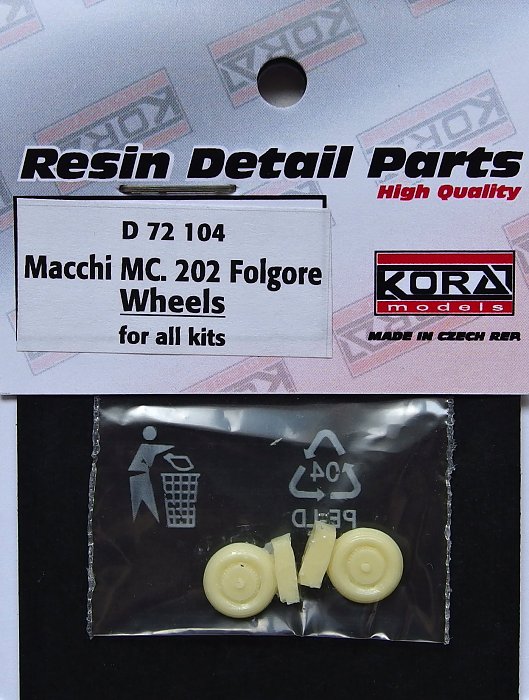 Resin Detail Parts
High Quality
D 72 104
Macchi MC. 202 Folgore
Wheels
for all kits
KORA
models
MADE IN CZECH REP.
04
PE-LD